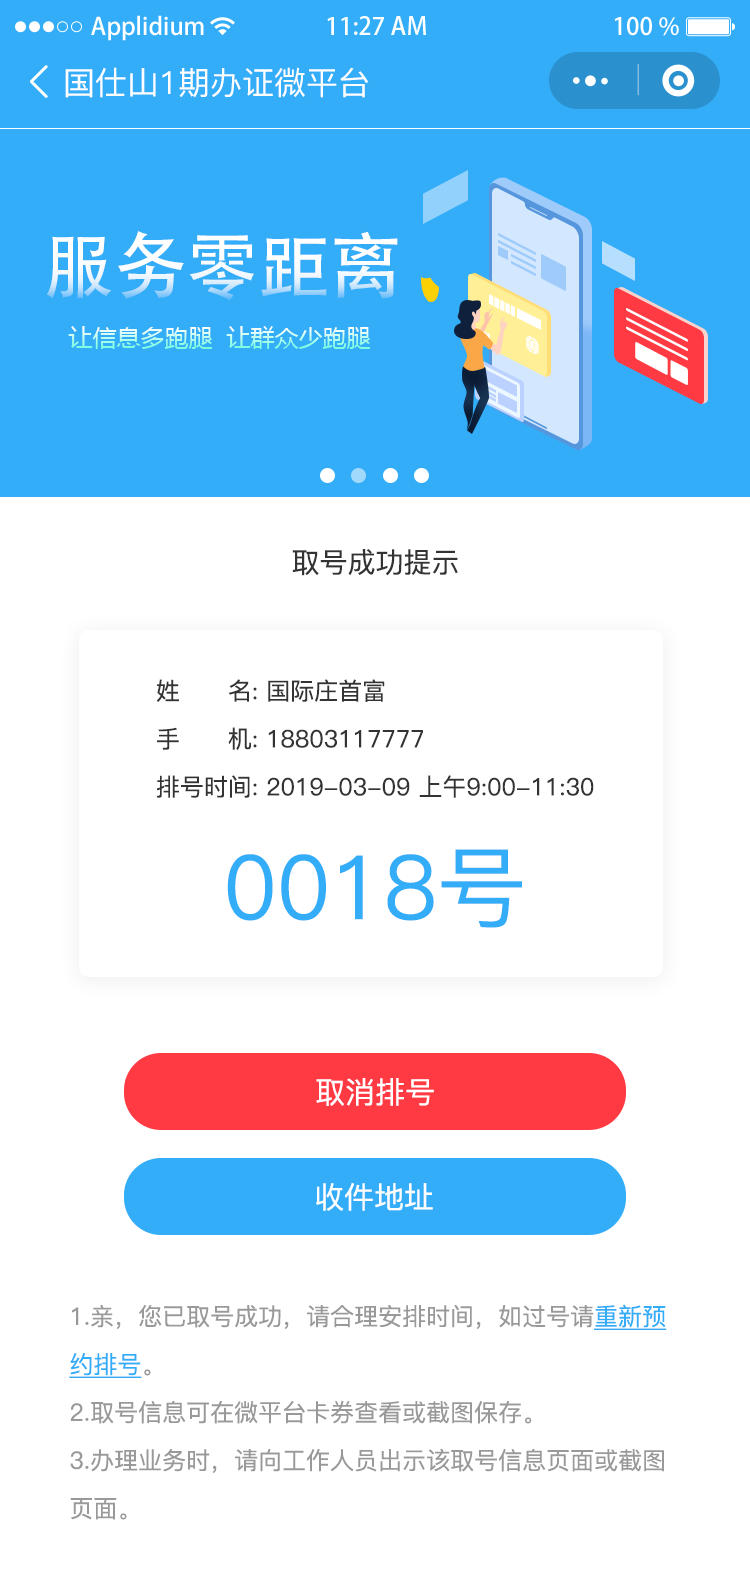 Applidium 11:27 AM 100 %
国仕山1期办证微平台
服务零距离
让信息多跑腿 让群众少跑腿
取号成功提示
姓 名: 国际庄首富
手 机: 18803117777
排号时间: 2019-03-09 上午9:00-11:30
0018号
取消排号
收件地址
1.亲，您已取号成功，请合理安排时间，如过号请重新预
约排号。
2.取号信息可在微平台卡券查看或截图保存。
3.办理业务时，请向工作人员出示该取号信息页面或截图
页面。